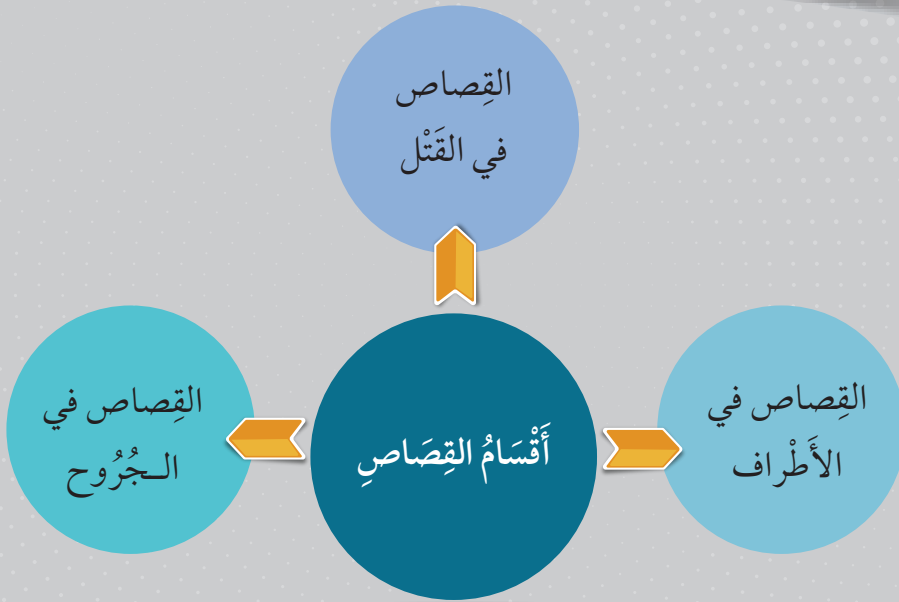 القِصاص
في القَتْل
القِصاص في
الأَطْراف
أَقْسَامُ القِصَاصِ
القِصاص في
الـجُرُوح